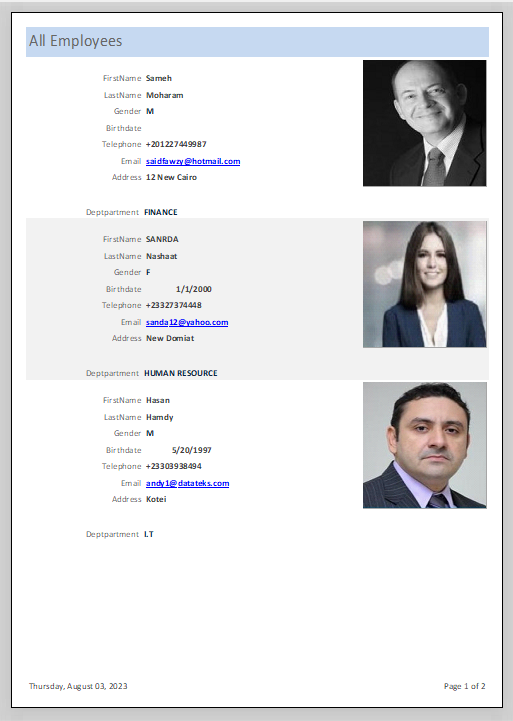 All Employees
FirstName Sameh
LastName Moharam
Gender M
Birthdate
Telephone +201227449987
Email saidfawzy@hotmail.com
Address 12 New Cairo
Deptpartment FINANCE
FirstName SANRDA
LastName Nashaat
Gender F
Birthdate 1/1/2000
Telephone +23327374448
Email sanda12@yahoo.com
Address New Domiat
Deptpartment HUMAN RESOURCE
FirstName Hasan
LastName Hamdy
Gender M
Birthdate 5/20/1997
Telephone +23303938494
Email andy1@datateks.com
Address Kotei
Deptpartment I.T
Thursday, August 03, 2023 Page 1 of 2